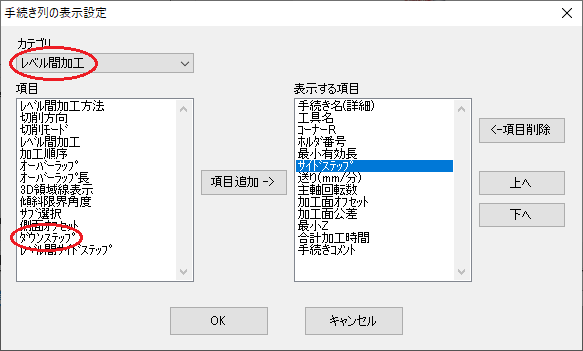 手続き列の表示設定
カテゴリ
レベル間加工
項目
レベル間加工方法
切削方向
切削モード
レベル間加工
加工順序
オーバーラップ
オーバーラップ長
3D領域線表示
傾斜限界角度
サブ選択
側面オフセット
ダウンステップ
レベル間サイドステップ
項目追加 ->
表示する項目
手続き名(詳細)
工具名
コーナーR
ホルダ番号
最小有効長
サイドステップ
送り(mm/分)
主軸回転数
加工面オフセット
加工面公差
最小Z
合計加工時間
手続きコメント
<-項目削除
上へ
下へ
OK
キャンセル